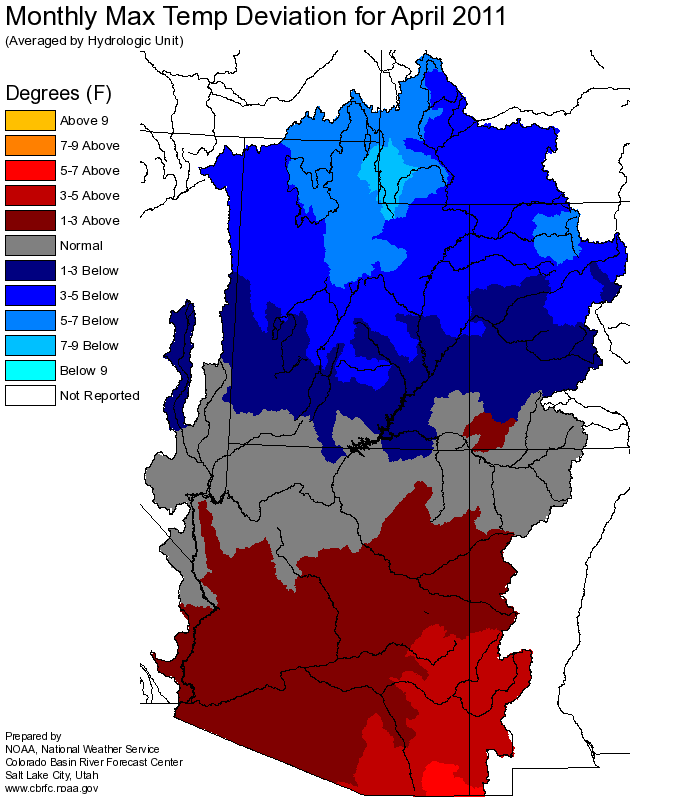 Monthly Max Temp Deviation for April 2011
(Averaged by Hydrologic Unit)
Degrees (F)
Above 9
7-9 Above
5-7 Above
3-5 Above
1-3 Above
Normal
1-3 Below
3-5 Below
5-7 Below
7-9 Below
Below 9
Not Reported
Prepared by
NOAA, National Weather Service
Colorado Basin River Forecast Center
Salt Lake City, Utah
www.cbrfc.noaa.gov